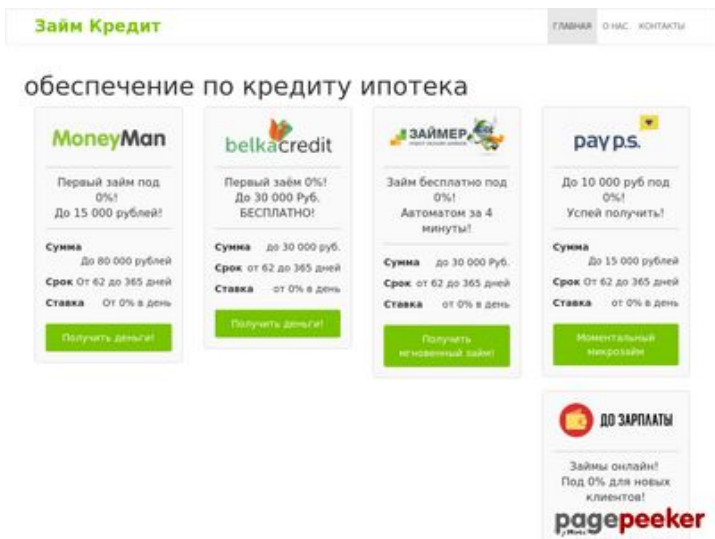 Займ Кредит
ГЛАВНАЯ О НАС КОНТАКТЫ
обеспечение по кредиту ипотека
MoneyMan
Первый займ под
0%!
До 15 000 рублей!
Сумма
До 80 000 рублей
Срок От 62 до 365 дней
Ставка От 0% в день
Получить деньги!
belkacredit
Первый заём 0%!
До 30 000 Руб.
БЕСПЛАТНО!
Сумма до 30 000 руб.
Срок от 62 до 365 дней
Ставка от 0% в день
Получить деньги!
ЗАЙМЕР
Займ бесплатно под
0%!
Автоматом за 4
минуты!
Сумма до 30 000 Руб.
Срок от 62 до 365 дней
Ставка от 0% в день
Получить
мгновенный займ!
pay p.s.
До 10 000 руб под
0%!
Успей получить!
Сумма
До 15 000 рублей
Срок От 62 до 365 дней
Ставка от 0% в день
Моментальный
микрозайм
ДО ЗАРПЛАТЫ
Займы онлайн!
Под 0% для новых
клиентов!
pagepeeker